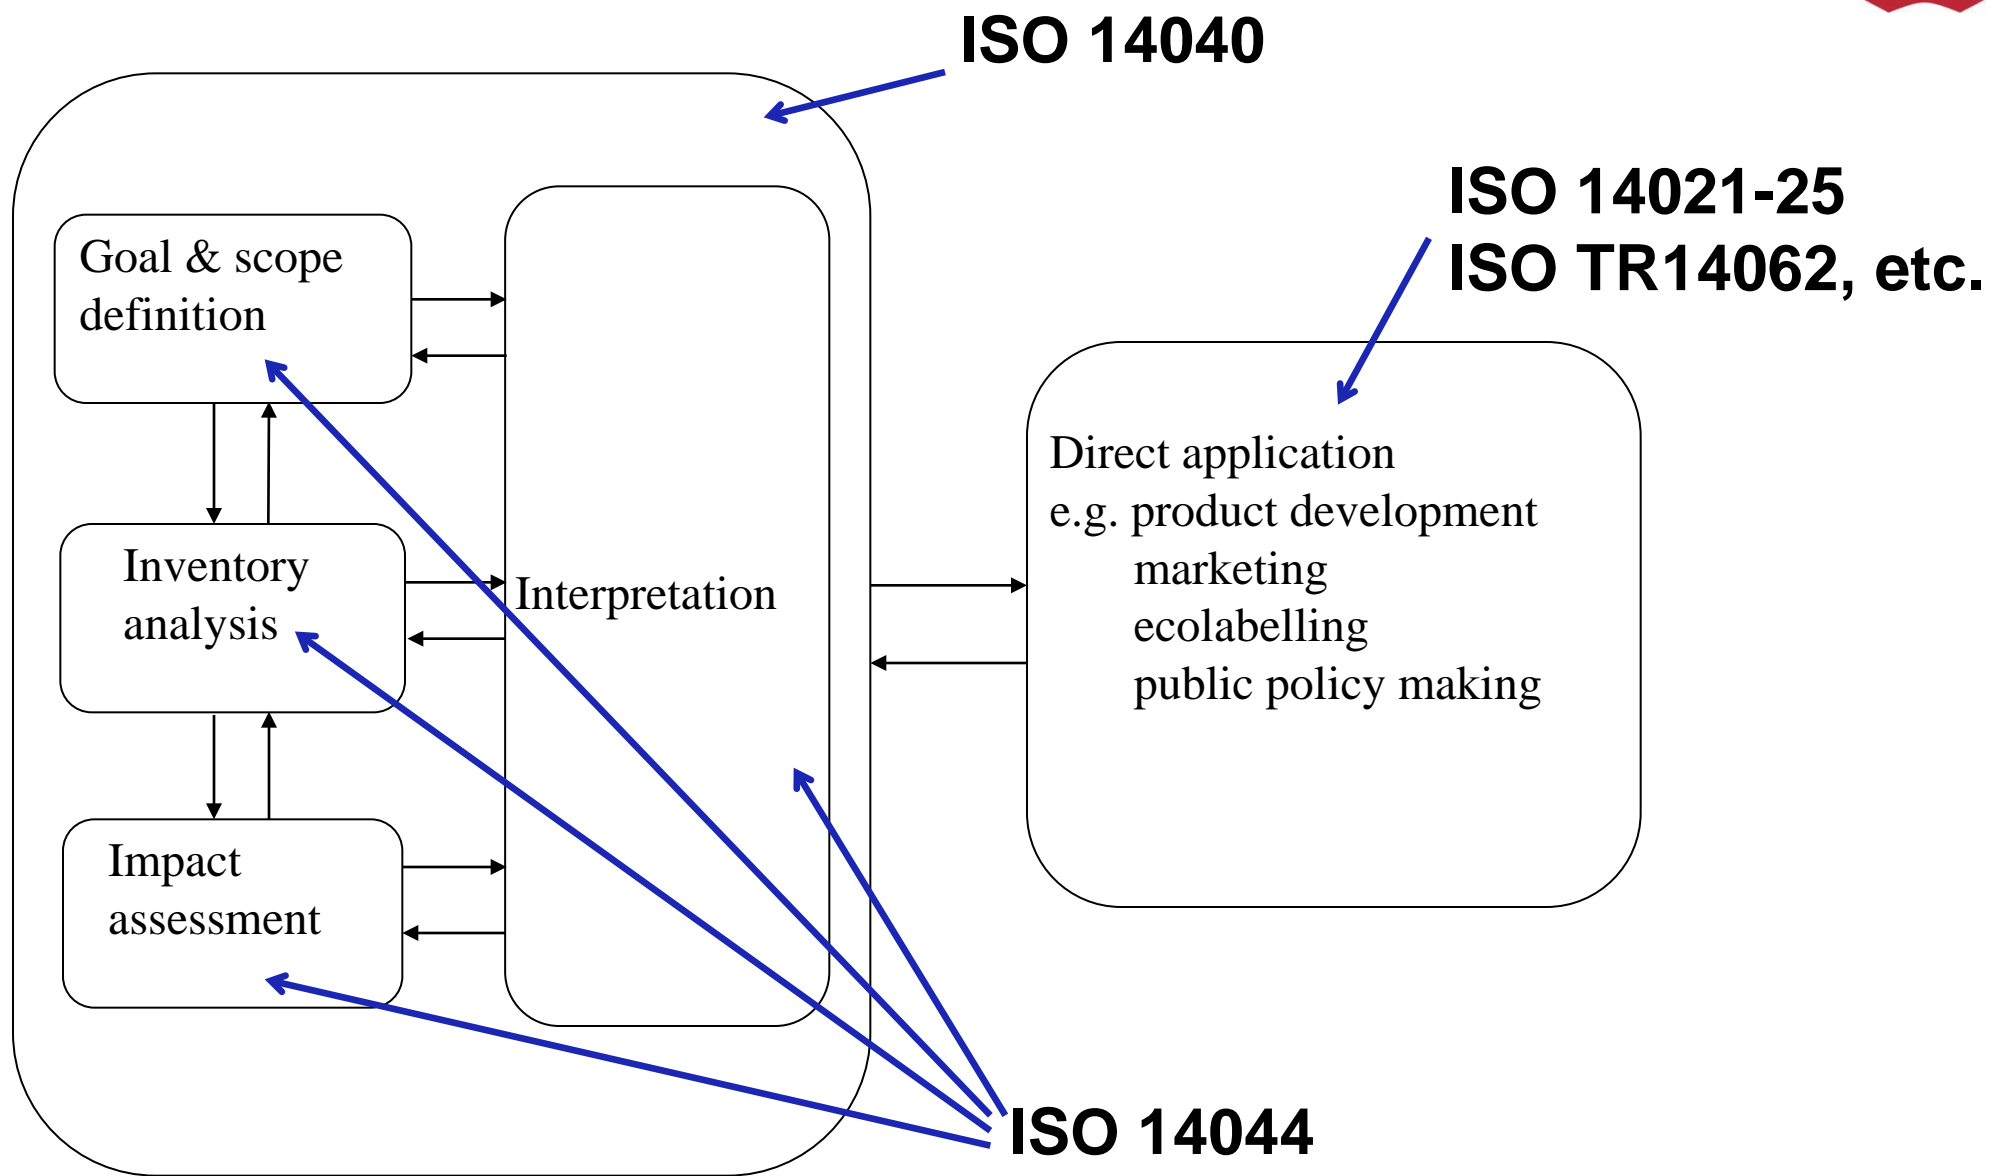 ISO 14040
ISO 14021-25
ISO TR14062, etc.
Goal & scope
definition
Inventory
analysis
Impact
assessment
Interpretation
Direct application
e.g. product development
marketing
ecolabelling
public policy making
ISO 14044